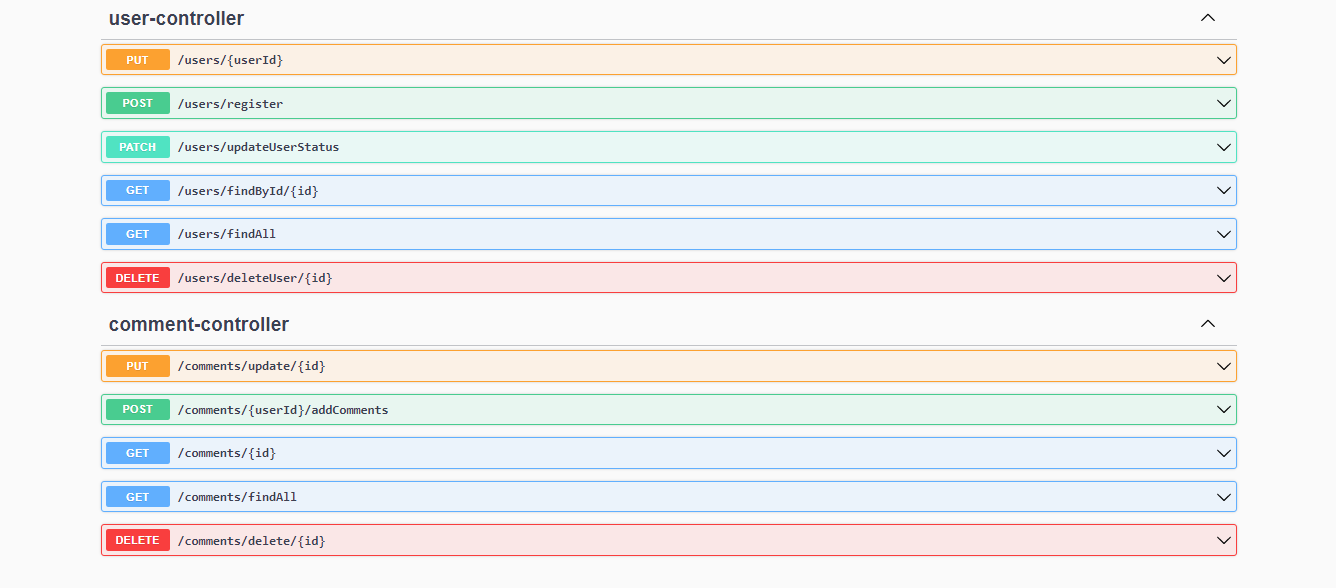 user-controller
PUT /users/{userId}
POST /users/register
PATCH /users/updateUserStatus
GET /users/findById/{id}
GET /users/findAll
DELETE /users/deleteUser/{id}
comment-controller
PUT /comments/update/{id}
POST /comments/{userId}/addComments
GET /comments/{id}
GET /comments/findAll
DELETE /comments/delete/{id}